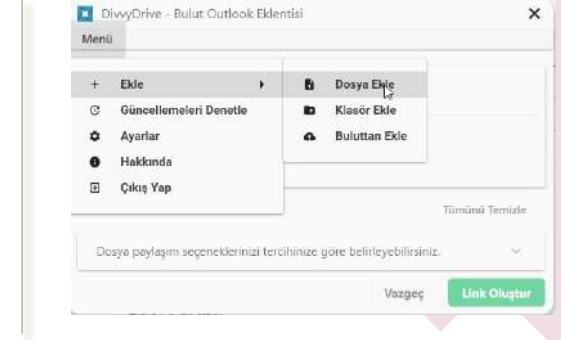 DivvyDrive - Bulut Outlook Eklentisi
Menü
Ekle
Dosya Ekle
Güncellemeleri Denetle
Klasör Ekle
Ayarlar
Buluttan Ekle
Hakkında
Çıkış Yap
Tümünü Temizle
Dosya paylaşım seçeneklerinizi tercihinize göre belirleyebilirsiniz.
Vazgeç
Link Oluştur